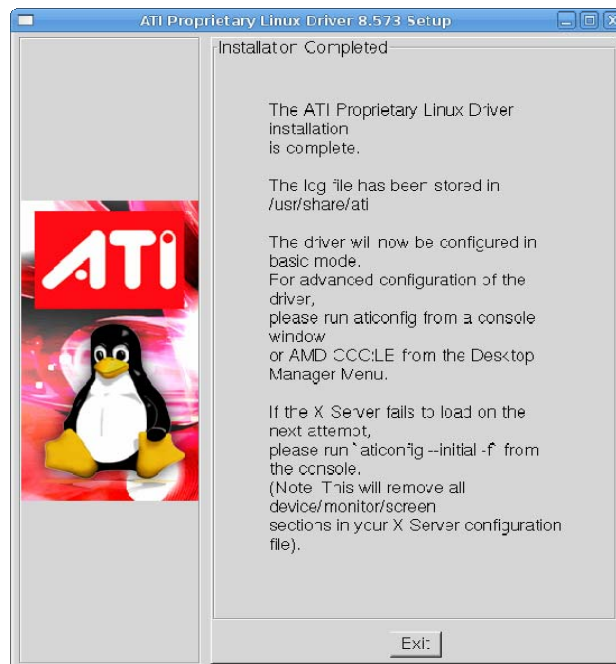 ATI Proprietary Linux Driver 8.573 Setup
Installation Completed
The ATI Proprietary Linux Driver
installation
is complete.
The log file has been stored in
/usr/share/ati
The driver will now be configured in
basic mode.
For advanced configuration of the
driver,
please run aticonfig from a console
window
or AMD CCC:LE from the Desktop
Manager Menu.
If the X Server fails to load on the
next attempt,
please run `aticonfig --initial -f` from
the console.
(Note: This will remove all
device/monitor/screen
sections in your X Server configuration
file).
ATI
Exit